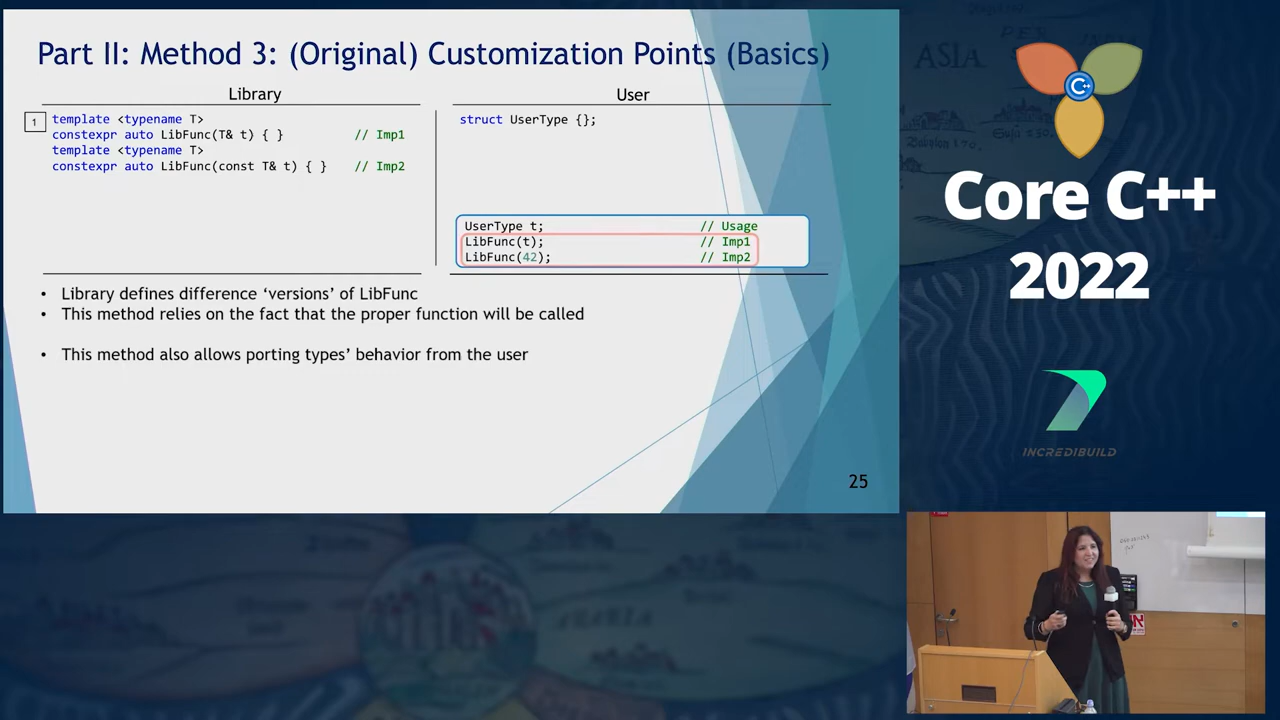 Part II: Method 3: (Original) Customization Points (Basics)
Library
User
1
template <typename T>
constexpr auto LibFunc(T& t) { } // Imp1
template <typename T>
constexpr auto LibFunc(const T& t) { } // Imp2
struct UserType {};
UserType t; // Usage
LibFunc(t); // Imp1
LibFunc(42); // Imp2
• Library defines difference ‘versions’ of LibFunc
• This method relies on the fact that the proper function will be called
• This method also allows porting types’ behavior from the user
25
ASIA
C++
Core C++
2022
INCREDIBUILD